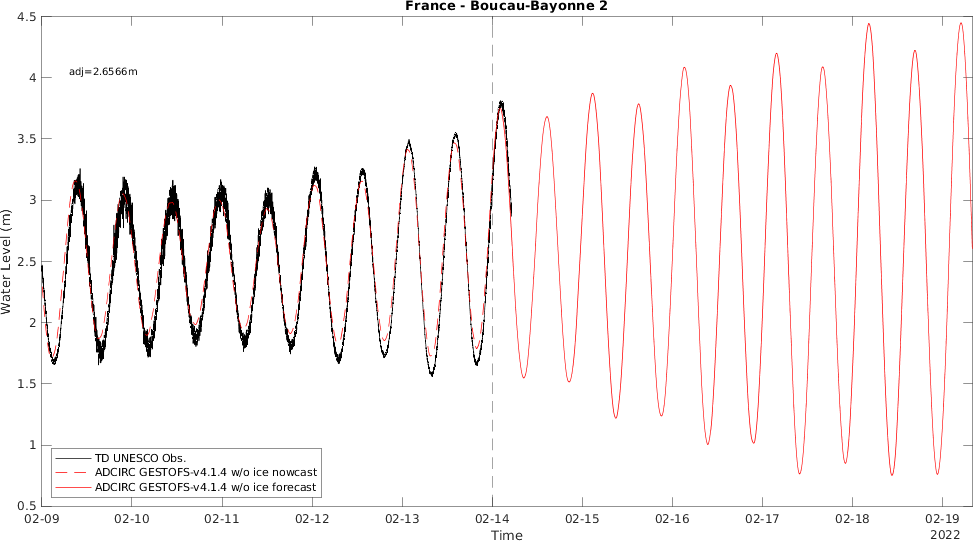 France - Boucau-Bayonne 2
adj=2.6566m
4.5
4
3.5
3
2.5
2
1.5
1
0.5
Water Level (m)
TD UNESCO Obs.
ADCIRC GESTOFS-v4.1.4 w/o ice nowcast
ADCIRC GESTOFS-v4.1.4 w/o ice forecast
02-09 02-10 02-11 02-12 02-13 02-14 02-15 02-16 02-17 02-18 02-19
2022
Time